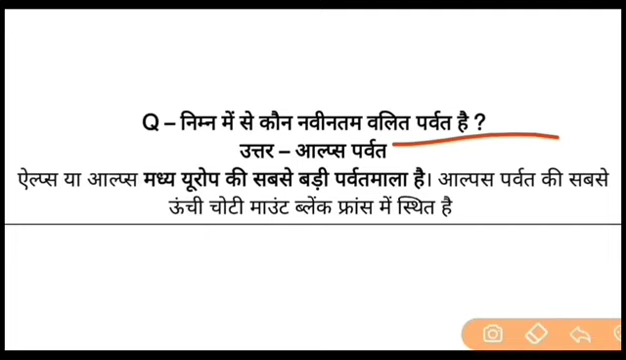 Q – निम्न में से कौन नवीनतम वलित पर्वत है ?
उत्तर – आल्प्स पर्वत
ऐल्प्स या आल्प्स मध्य यूरोप की सबसे बड़ी पर्वतमाला है। आल्पस पर्वत की सबसे
ऊंची चोटी माउंट ब्लेंक फ्रांस में स्थित है